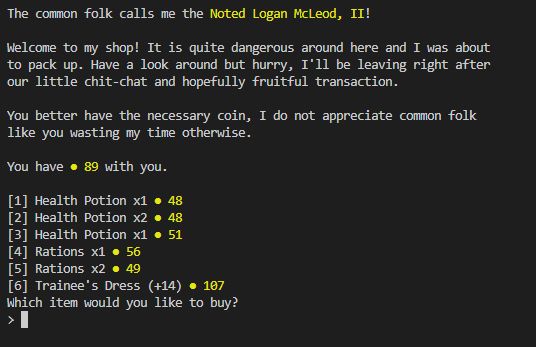 The common folk calls me the Noted Logan McLeod, II!
Welcome to my shop! It is quite dangerous around here and I was about
to pack up. Have a look around but hurry, I'll be leaving right after
our little chit-chat and hopefully fruitful transaction.
You better have the necessary coin, I do not appreciate common folk
like you wasting my time otherwise.
You have ● 89 with you.
[1] Health Potion x1 ● 48
[2] Health Potion x2 ● 48
[3] Health Potion x1 ● 51
[4] Rations x1 ● 56
[5] Rations x2 ● 49
[6] Trainee's Dress (+14) ● 107
Which item would you like to buy?
>